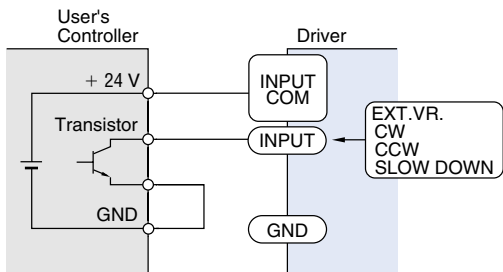 User's
Controller
Driver
+ 24 V
INPUT
COM
Transistor
INPUT
EXT.VR.
CW
CCW
SLOW DOWN
GND
GND